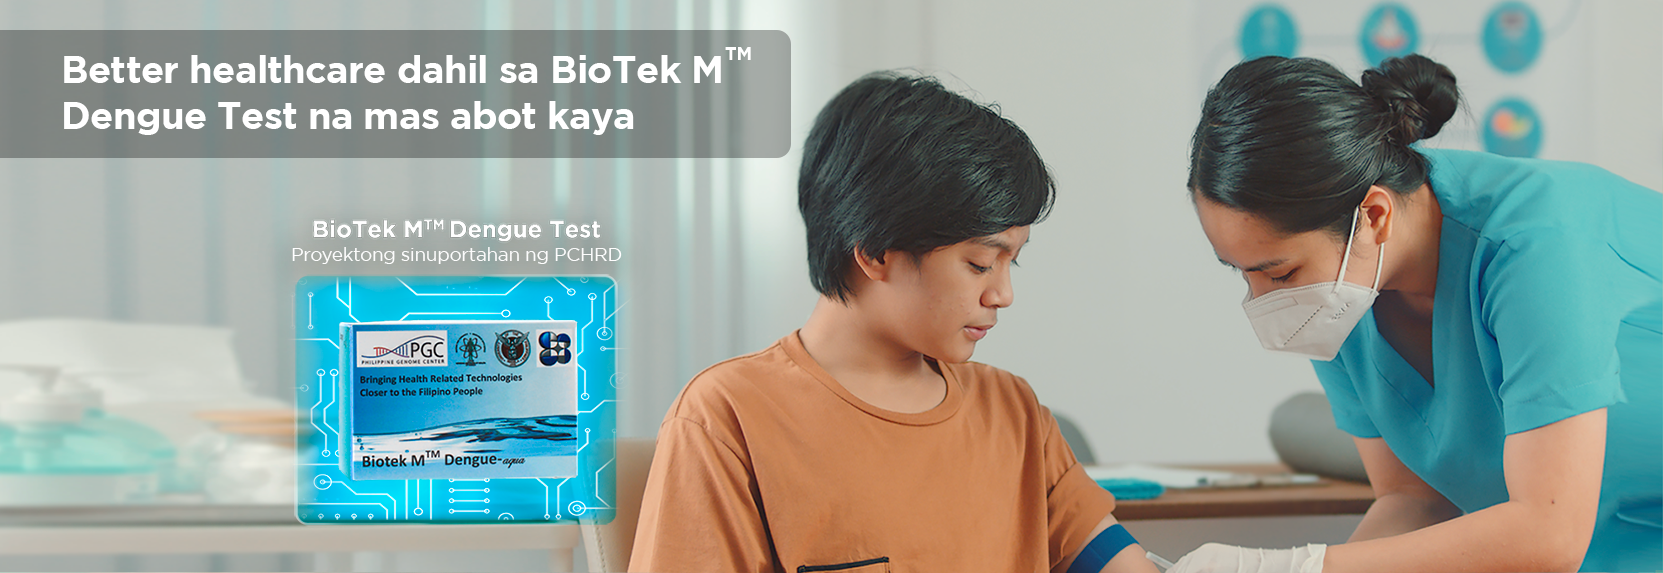 Better healthcare dahil sa BioTek M™
Dengue Test na mas abot kaya
BioTek M™ Dengue Test
Proyektong sinuportahan ng PCHRD
PGC
PHILIPPINE GENOME CENTER
Bringing Health Related Technologies
Closer to the Filipino People
Biotek M™ Dengue-aqua